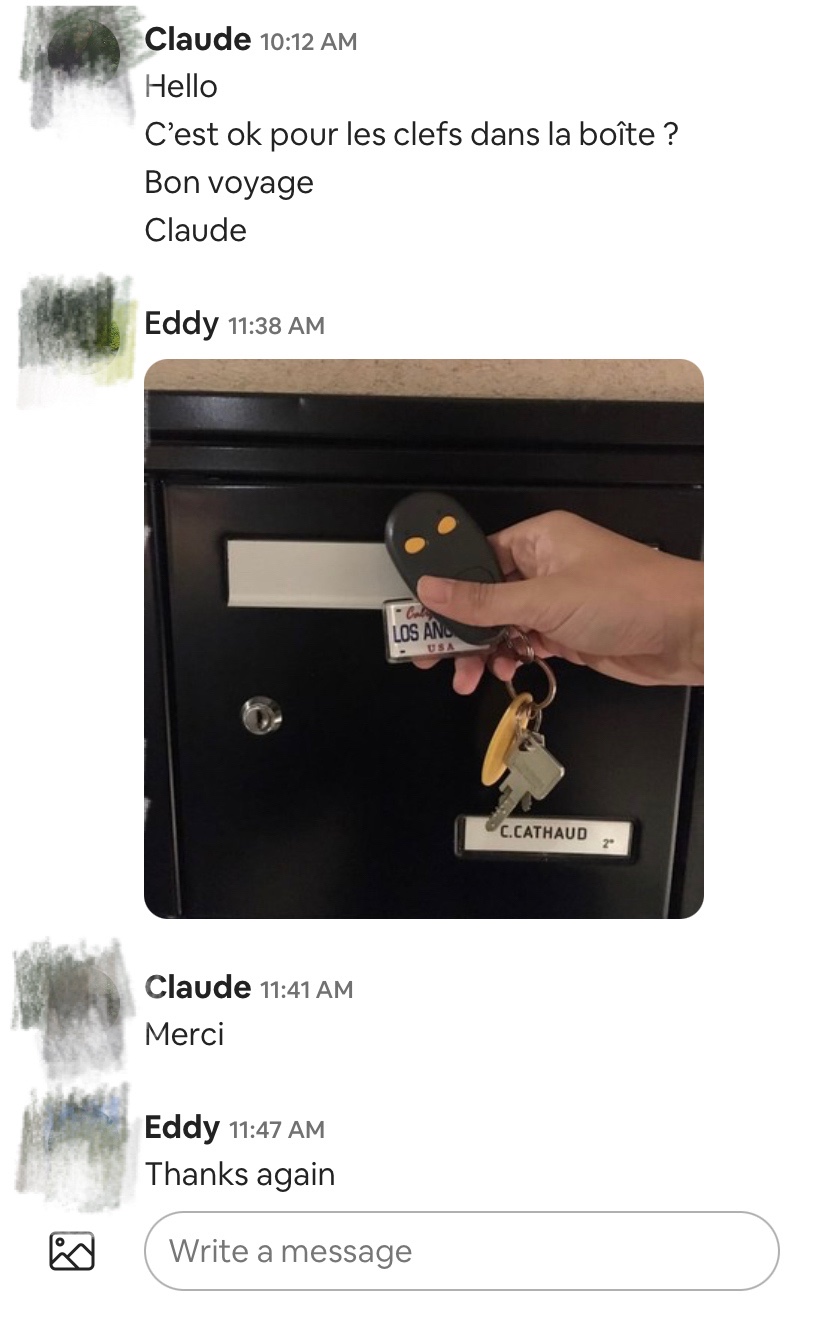 Claude 10:12 AM
Hello
C’est ok pour les clefs dans la boîte ?
Bon voyage
Claude
Eddy 11:38 AM
LOS
USA
C.CATHAUD 2°
Claude 11:41 AM
Merci
Eddy 11:47 AM
Thanks again
Write a message